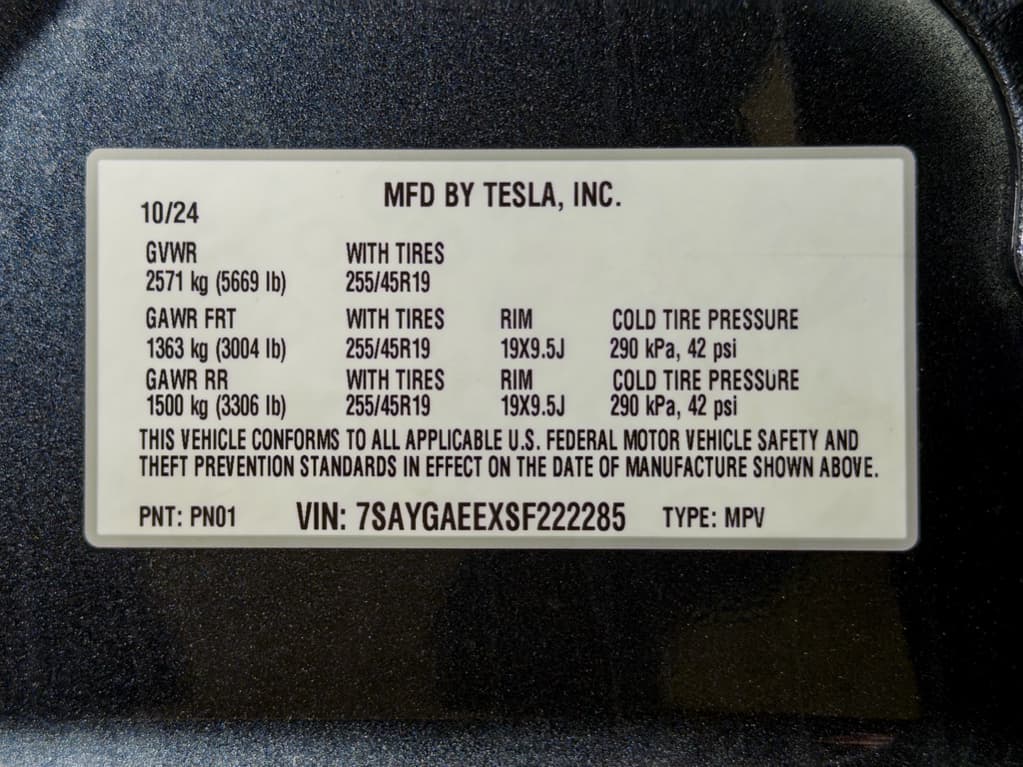 MFD BY TESLA, INC.
10/24
GVWR WITH TIRES
2571 kg (5669 lb) 255/45R19
GAWR FRT WITH TIRES RIM COLD TIRE PRESSURE
1363 kg (3004 lb) 255/45R19 19X9.5J 290 kPa, 42 psi
GAWR RR WITH TIRES RIM COLD TIRE PRESSURE
1500 kg (3306 lb) 255/45R19 19X9.5J 290 kPa, 42 psi
THIS VEHICLE CONFORMS TO ALL APPLICABLE U.S. FEDERAL MOTOR VEHICLE SAFETY AND
THEFT PREVENTION STANDARDS IN EFFECT ON THE DATE OF MANUFACTURE SHOWN ABOVE.
PNT: PN01 VIN: 7SAYGAEEXSF222285 TYPE: MPV